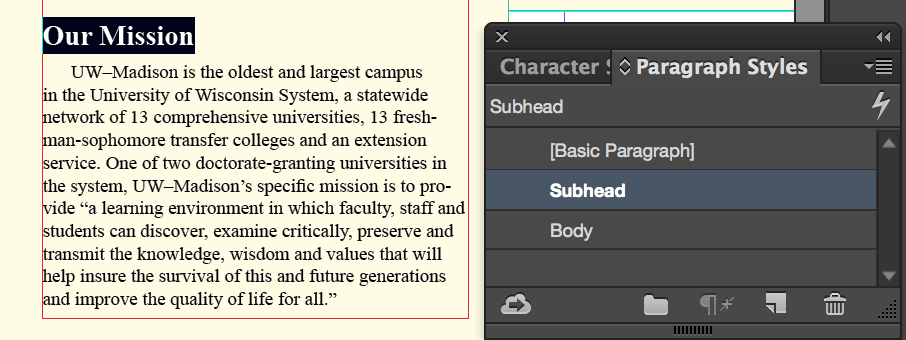 Our Mission
UW–Madison is the oldest and largest campus
in the University of Wisconsin System, a statewide
network of 13 comprehensive universities, 13 fresh-
man-sophomore transfer colleges and an extension
service. One of two doctorate-granting universities in
the system, UW–Madison’s specific mission is to pro-
vide “a learning environment in which faculty, staff and
students can discover, examine critically, preserve and
transmit the knowledge, wisdom and values that will
help insure the survival of this and future generations
and improve the quality of life for all.”
Character Paragraph Styles
Subhead
[Basic Paragraph]
Subhead
Body